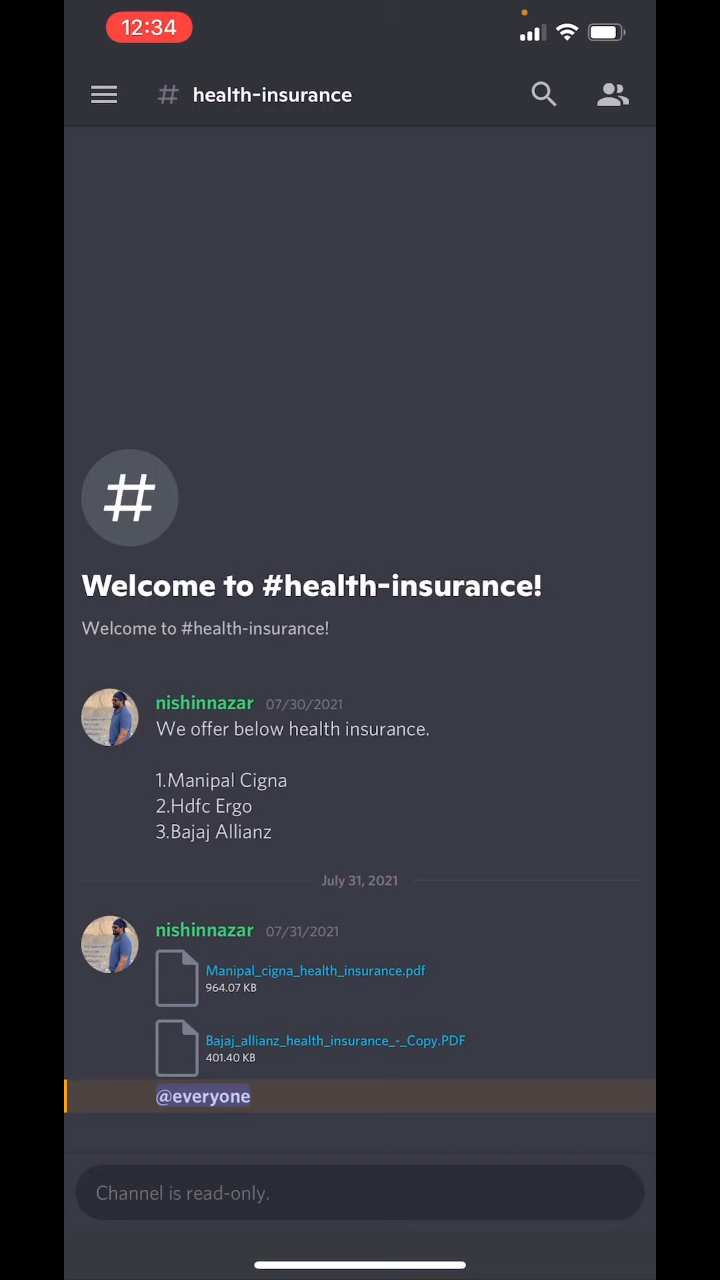 12:34
# health-insurance
#
Welcome to #health-insurance!
Welcome to #health-insurance!
nishinnazar 07/30/2021
We offer below health insurance.
1.Manipal Cigna
2.Hdfc Ergo
3.Bajaj Allianz
July 31, 2021
nishinnazar 07/31/2021
Manipal_cigna_health_insurance.pdf
964.07 KB
Bajaj_allianz_health_insurance_-_Copy.PDF
401.40 KB
@everyone
Channel is read-only.